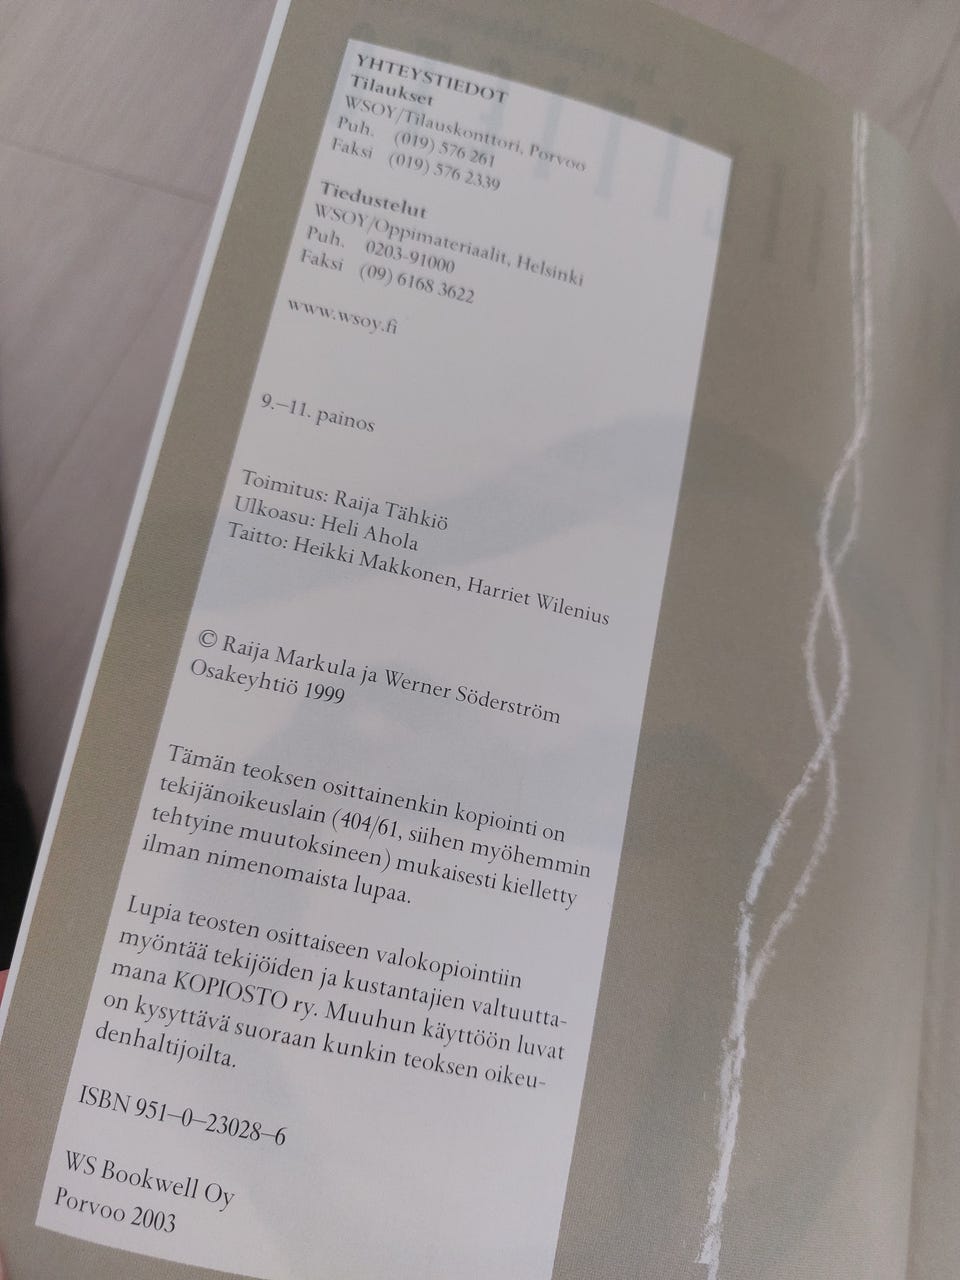 YHTEYSTIEDOT
Tilaukset
WSOY/Tilauskonttori, Porvoo
Puh. (019) 576 261
Faksi (019) 576 2339
Tiedustelut
WSOY/Oppimateriaalit, Helsinki
Puh. 0203-91000
Faksi (09) 6168 3622
www.wsoy.fi
9.–11. painos
Toimitus: Raija Tähkiö
Ulkoasu: Heli Ahola
Taitto: Heikki Makkonen, Harriet Wilenius
© Raija Markula ja Werner Söderström
Osakeyhtiö 1999
Tämän teoksen osittainenkin kopiointi on
tekijänoikeuslain (404/61, siihen myöhemmin
tehtyine muutoksineen) mukaisesti kielletty
ilman nimenomaista lupaa.
Lupia teosten osittaiseen valokopiointiin
myöntää tekijöiden ja kustantajien valtuutta-
mana KOPIOSTO ry. Muuhun käyttöön luvat
on kysyttävä suoraan kunkin teoksen oikeu-
denhaltijoilta.
ISBN 951–0–23028–6
WS Bookwell Oy
Porvoo 2003